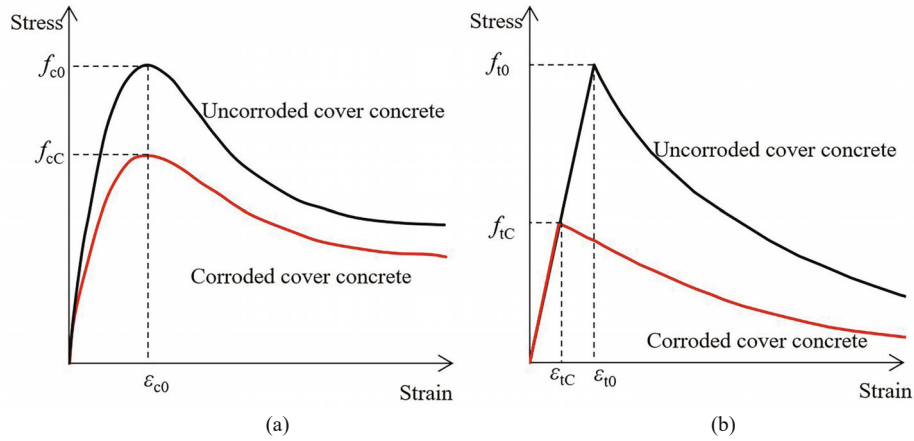 Stress
f_c0
Uncorroded cover concrete
f_cC
Corroded cover concrete
ε_c0
Strain
(a)
Stress
f_t0
Uncorroded cover concrete
f_tC
Corroded cover concrete
ε_tC
ε_t0
Strain
(b)